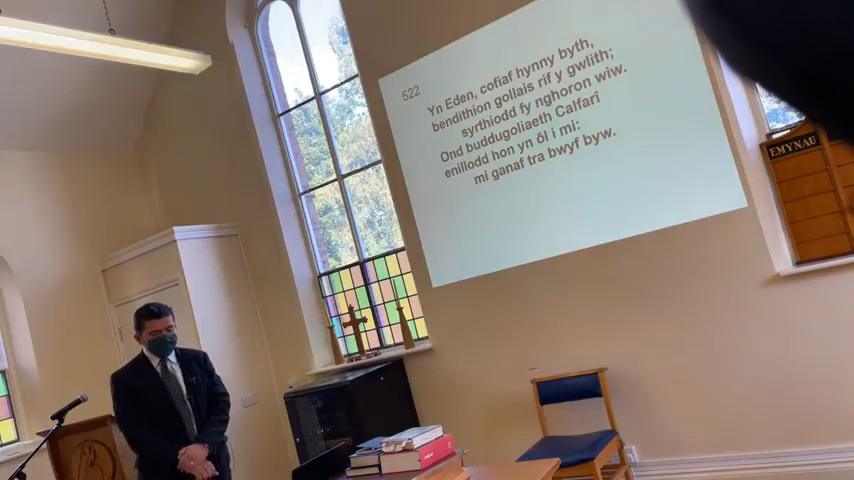 522
Yn Eden, cofiaf hynny byth,
bendithion gollais rif y gwlith;
syrthiodd fy nghoron wiw.
Ond buddugoliaeth Calfarî
enillodd hon yn ôl i mi:
mi ganaf tra bwyf byw.
EMYNAU